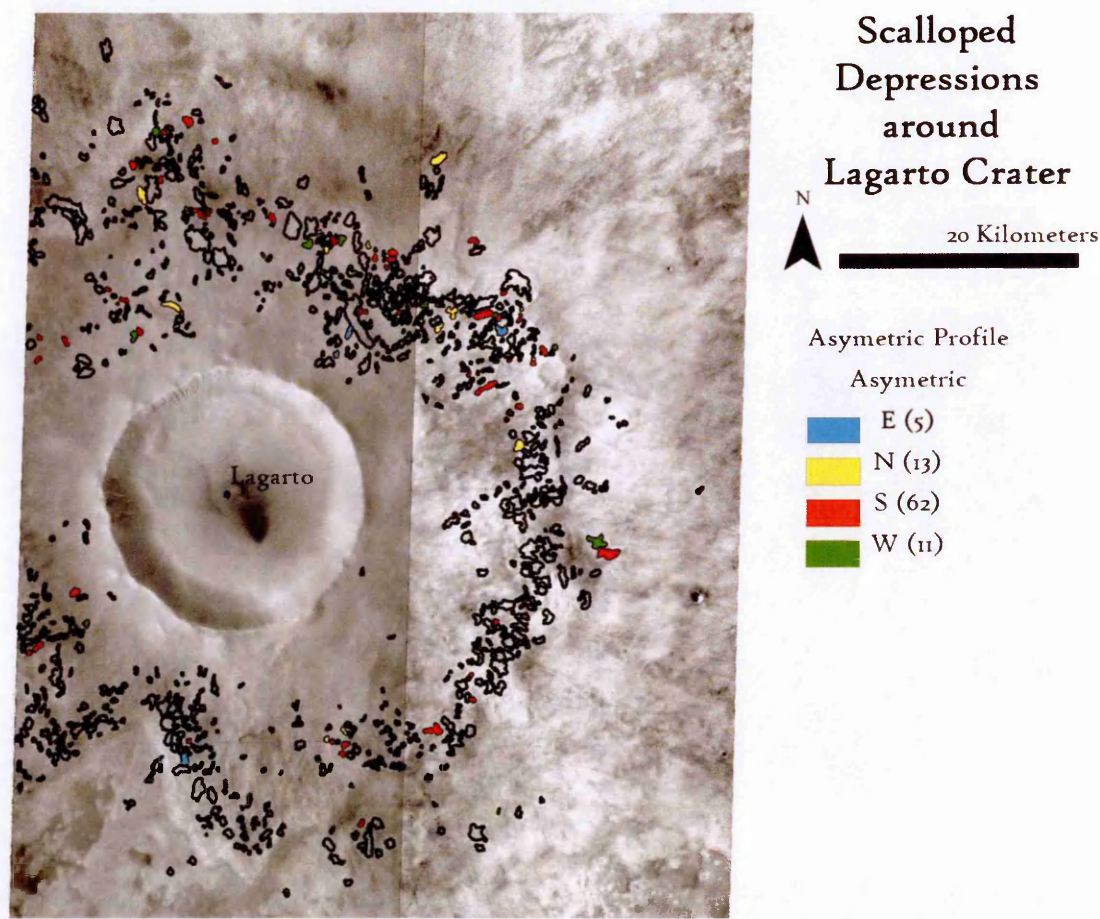 Scalloped
Depressions
around
Lagarto Crater
N
20 Kilometers
Asymetric Profile
Asymetric
E (5)
N (13)
S (62)
W (11)
Lagarto